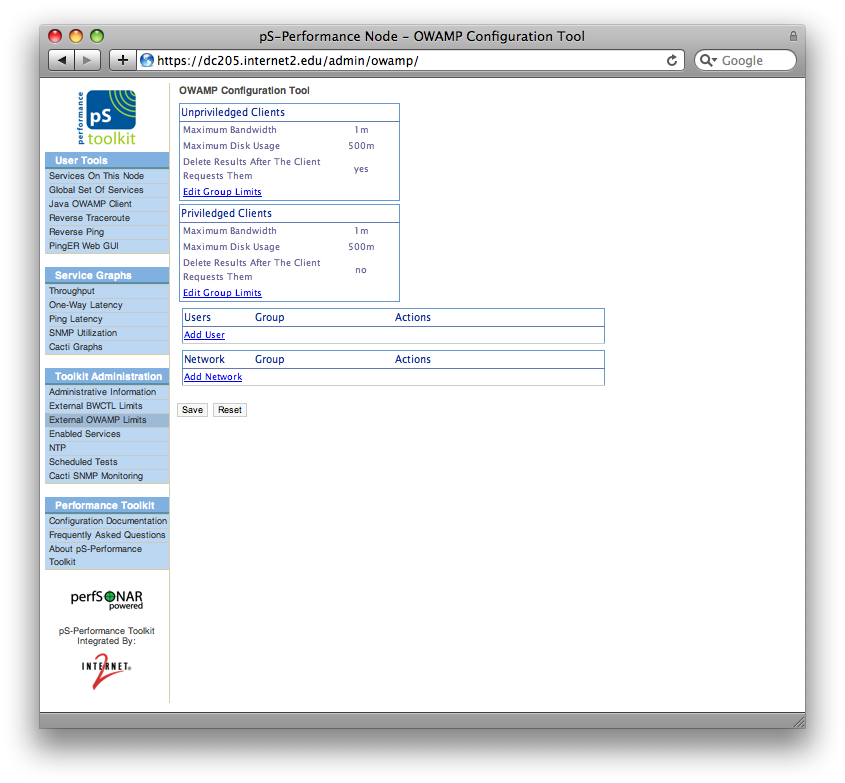 pS-Performance Node - OWAMP Configuration Tool
https://dc205.internet2.edu/admin/owamp/
Google
performance
pS
toolkit
User Tools
Services On This Node
Global Set Of Services
Java OWAMP Client
Reverse Traceroute
Reverse Ping
PingER Web GUI
Service Graphs
Throughput
One-Way Latency
Ping Latency
SNMP Utilization
Cacti Graphs
Toolkit Administration
Administrative Information
External BWCTL Limits
External OWAMP Limits
Enabled Services
NTP
Scheduled Tests
Cacti SNMP Monitoring
Performance Toolkit
Configuration Documentation
Frequently Asked Questions
About pS-Performance
Toolkit
perfSONAR
powered
pS-Performance Toolkit
Integrated By:
INTERNET
2
OWAMP Configuration Tool
Unpriviledged Clients
Maximum Bandwidth 1m
Maximum Disk Usage 500m
Delete Results After The Client
Requests Them yes
Edit Group Limits
Priviledged Clients
Maximum Bandwidth 1m
Maximum Disk Usage 500m
Delete Results After The Client
Requests Them no
Edit Group Limits
Users Group Actions
Add User
Network Group Actions
Add Network
Save Reset